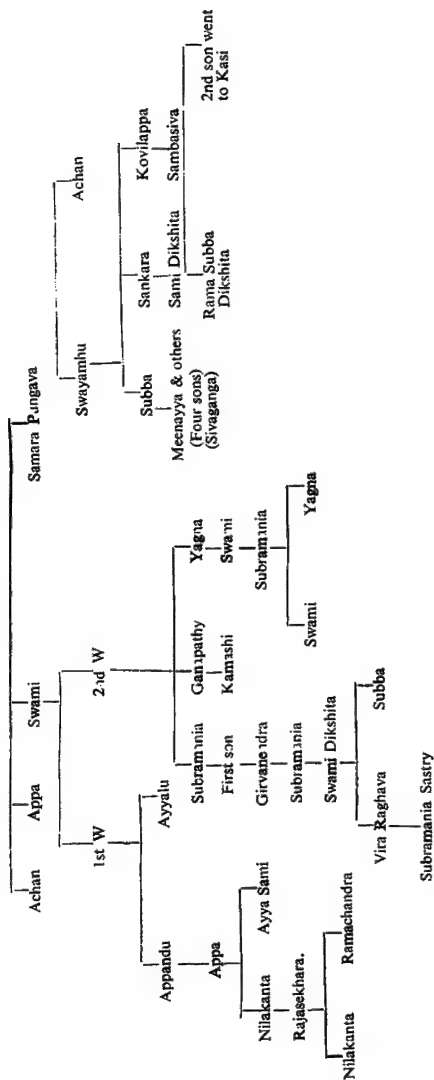 Achan
Appa
Swami
Samara Pungava
1st W
2nd W
Swayamhu
Achan
Appandu
Ayyalu
Subramania
Ganapathy
Yagna
Subba
Sankara
Kovilappa
Appa
First son
Kamashi
Swami
Meenayya & others
(Four sons)
(Sivaganga)
Sami Dikshita
Sambasiva
Nilakanta
Ayya Sami
Girvanendra
Subramania
Rama Subba
Dikshita
2nd son went
to Kasi
Rajasekhara.
Subramania
Swami
Yagna
Nilakanta
Ramachandra
Swami Dikshita
Vira Raghava
Subba
Subramania Sastry